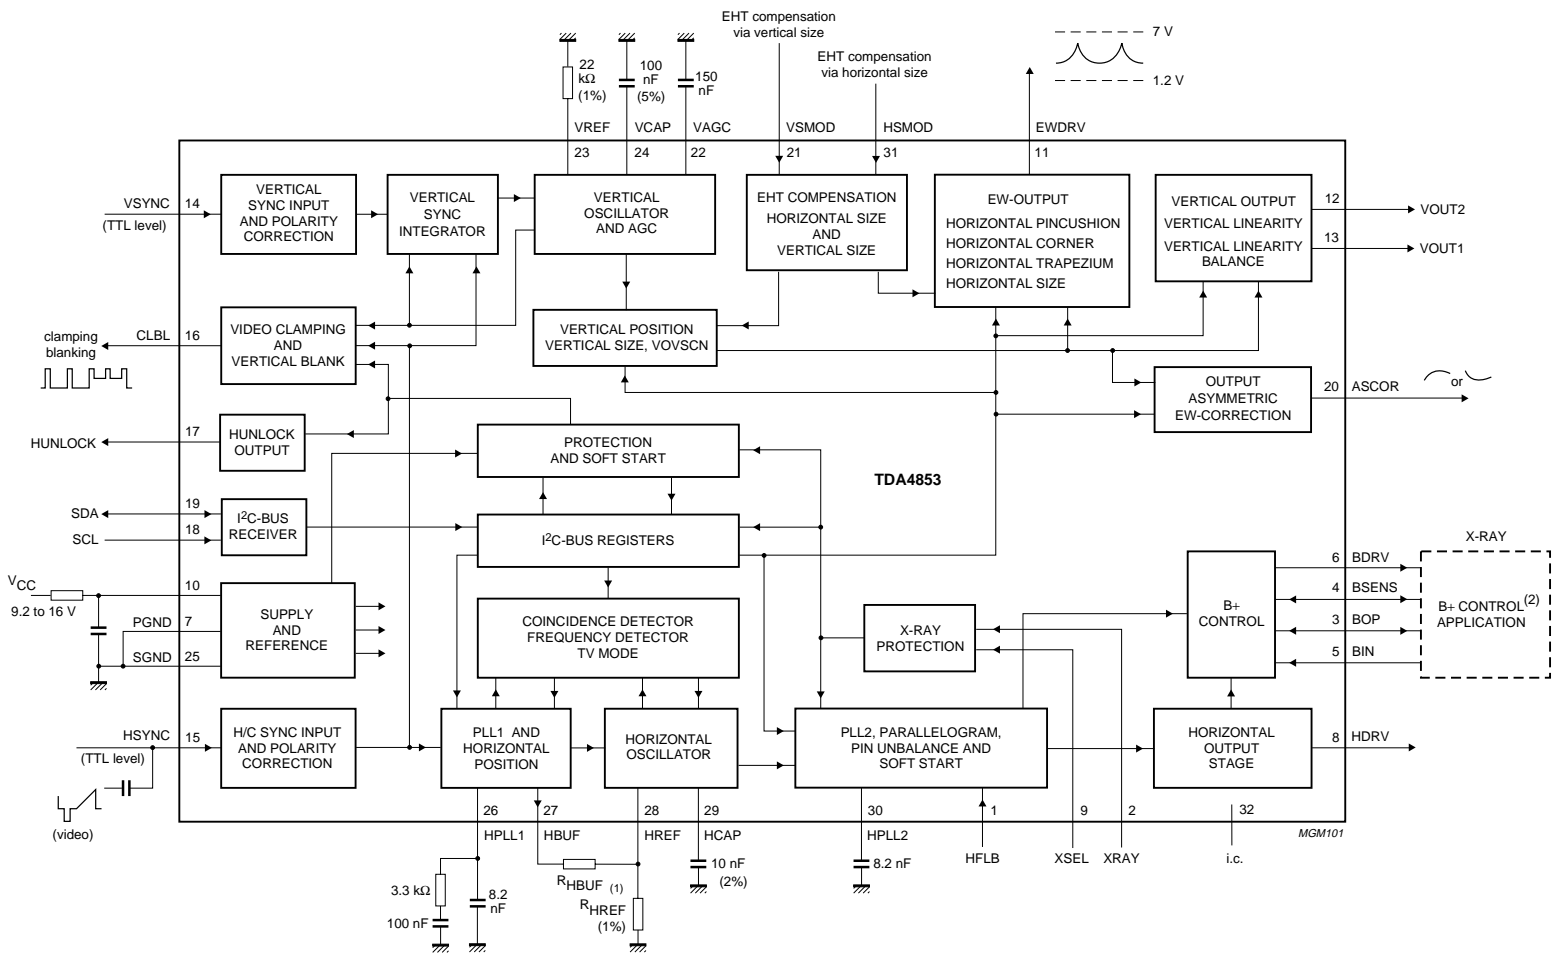 EHT compensation
via vertical size
EHT compensation
via horizontal size
7 V
1.2 V
22
kΩ
(1%)
100
nF
(5%)
150
nF
VREF
VCAP
VAGC
VSMOD
HSMOD
EWDRV
23
24
22
21
31
11
VSYNC
(TTL level)
14
VERTICAL
SYNC INPUT
AND POLARITY
CORRECTION
VERTICAL
SYNC
INTEGRATOR
VERTICAL
OSCILLATOR
AND AGC
EHT COMPENSATION
HORIZONTAL SIZE
AND
VERTICAL SIZE
EW-OUTPUT
HORIZONTAL PINCUSHION
HORIZONTAL CORNER
HORIZONTAL TRAPEZIUM
HORIZONTAL SIZE
VERTICAL OUTPUT
VERTICAL LINEARITY
VERTICAL LINEARITY
BALANCE
12
VOUT2
13
VOUT1
clamping
blanking
CLBL
16
VIDEO CLAMPING
AND
VERTICAL BLANK
VERTICAL POSITION
VERTICAL SIZE, VOVSCN
OUTPUT
ASYMMETRIC
EW-CORRECTION
20
ASCOR
or
HUNLOCK
17
HUNLOCK
OUTPUT
PROTECTION
AND SOFT START
TDA4853
SDA
19
SCL
18
I²C-BUS
RECEIVER
I²C-BUS REGISTERS
X-RAY
6 BDRV
4 BSENS
3 BOP
5 BIN
B+
CONTROL
B+ CONTROL(2)
APPLICATION
VCC
9.2 to 16 V
10
PGND
7
SGND
25
SUPPLY
AND
REFERENCE
COINCIDENCE DETECTOR
FREQUENCY DETECTOR
TV MODE
X-RAY
PROTECTION
HSYNC
(TTL level)
15
(video)
H/C SYNC INPUT
AND POLARITY
CORRECTION
PLL1 AND
HORIZONTAL
POSITION
HORIZONTAL
OSCILLATOR
PLL2, PARALLELOGRAM,
PIN UNBALANCE AND
SOFT START
HORIZONTAL
OUTPUT
STAGE
8 HDRV
26
27
28
29
30
1
9
2
32
MGM101
HPLL1
HBUF
HREF
HCAP
HPLL2
HFLB
XSEL
XRAY
i.c.
3.3 kΩ
100 nF
8.2
nF
RHBUF (1)
RHREF
(1%)
10 nF
(2%)
8.2 nF